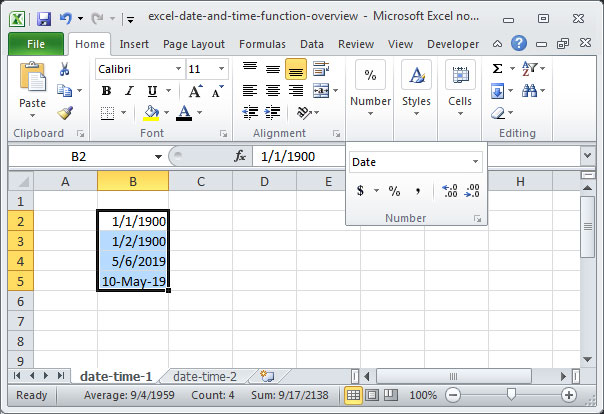 excel-date-and-time-function-overview - Microsoft Excel no...
File Home Insert Page Layout Formulas Data Review View Developer
Paste
Clipboard
Calibri 11
B I U
A A
A
Font
Alignment
%
Number
Styles
Cells
Σ
Editing
B2 fx 1/1/1900
Date
$ % , .0 .00 .00 .0
Number
A B C D E H
1
2 1/1/1900
3 1/2/1900
4 5/6/2019
5 10-May-19
6
7
8
9
date-time-1 date-time-2
Ready Average: 9/4/1959 Count: 4 Sum: 9/17/2138 100%